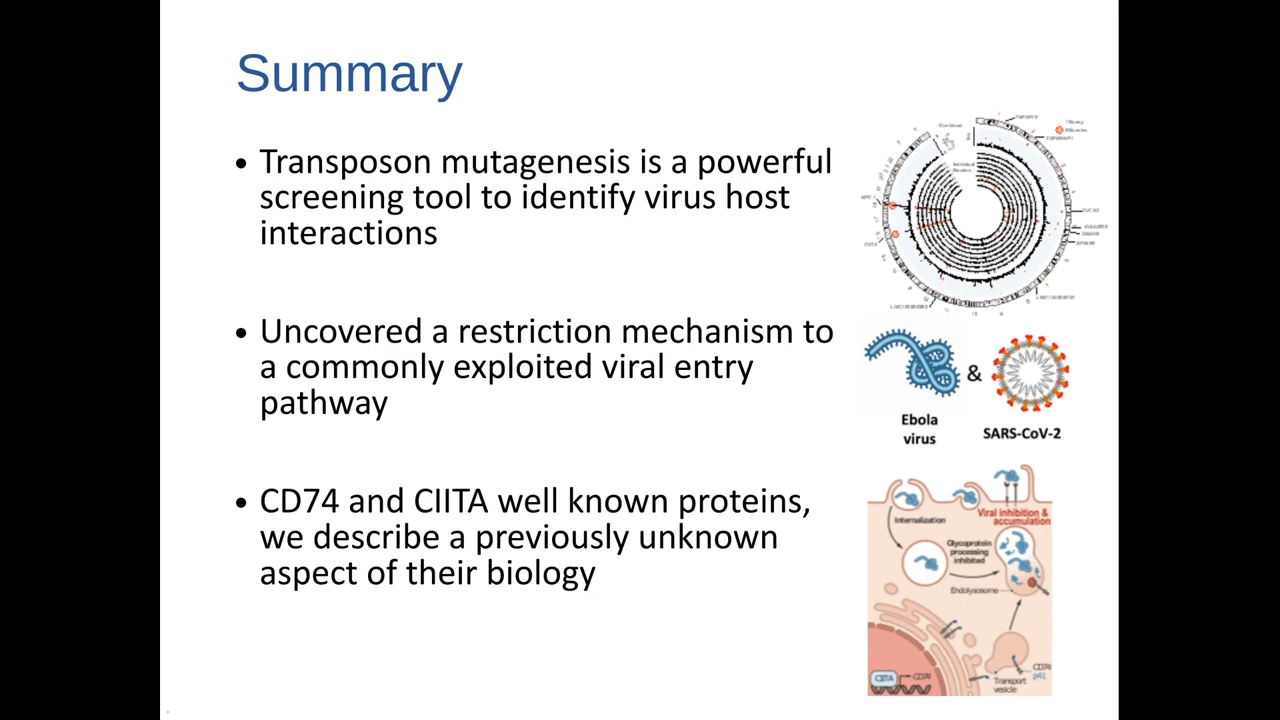 Summary
• Transposon mutagenesis is a powerful
screening tool to identify virus host
interactions
• Uncovered a restriction mechanism to
a commonly exploited viral entry
pathway
• CD74 and CIITA well known proteins,
we describe a previously unknown
aspect of their biology
&
Ebola
virus
SARS-CoV-2
Viral inhibition &
accumulation
Internalization
Glycoprotein
processing
inhibited
Endolysosome
CD74
p41
Transport
vesicle
CIITA
CD74